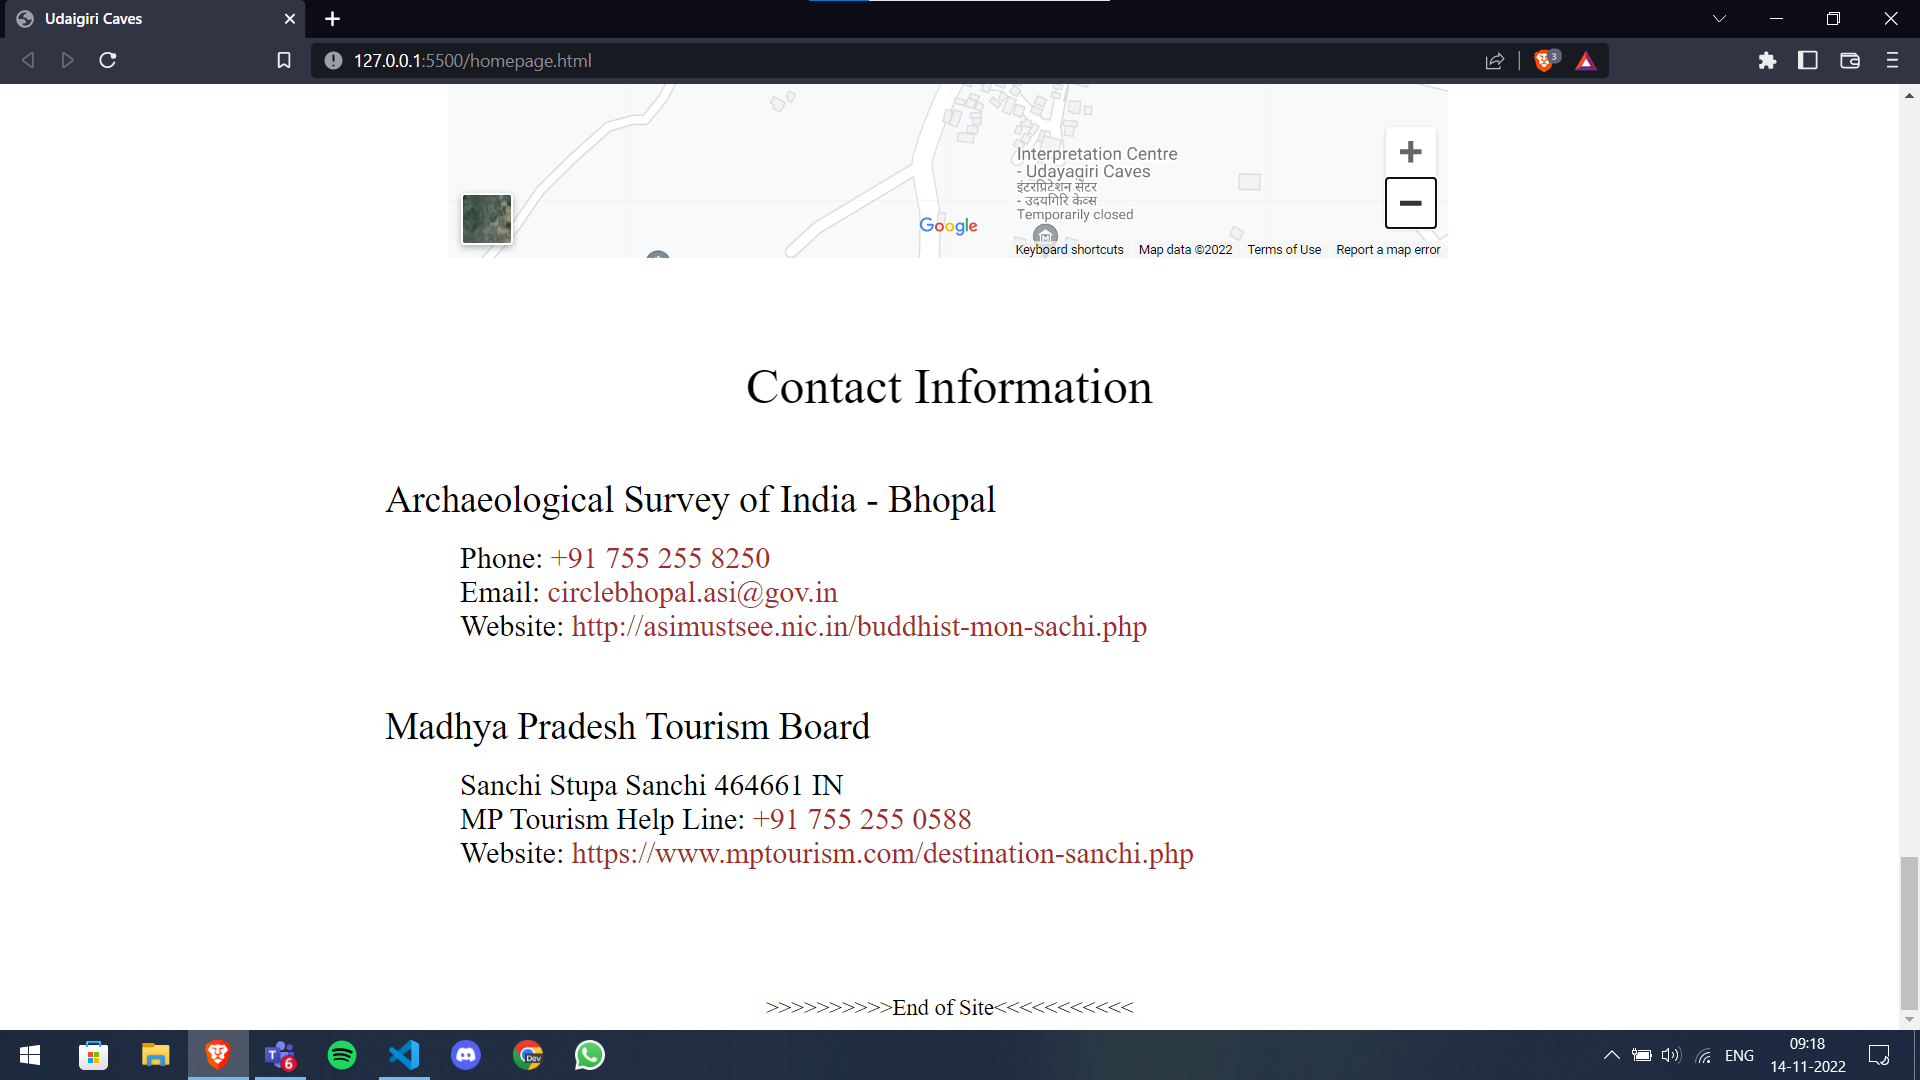 Udaigiri Caves
127.0.0.1:5500/homepage.html
3
Interpretation Centre
- Udayagiri Caves
इंटरप्रिटेशन सेंटर
- उदयगिरि केव्स
Temporarily closed
Google
Keyboard shortcuts Map data ©2022 Terms of Use Report a map error
Contact Information
Archaeological Survey of India - Bhopal
Phone: +91 755 255 8250
Email: circlebhopal.asi@gov.in
Website: http://asimustsee.nic.in/buddhist-mon-sachi.php
Madhya Pradesh Tourism Board
Sanchi Stupa Sanchi 464661 IN
MP Tourism Help Line: +91 755 255 0588
Website: https://www.mptourism.com/destination-sanchi.php
>>>>>>>>>>End of Site<<<<<<<<<<<
T 6
Dev
ENG
09:18
14-11-2022